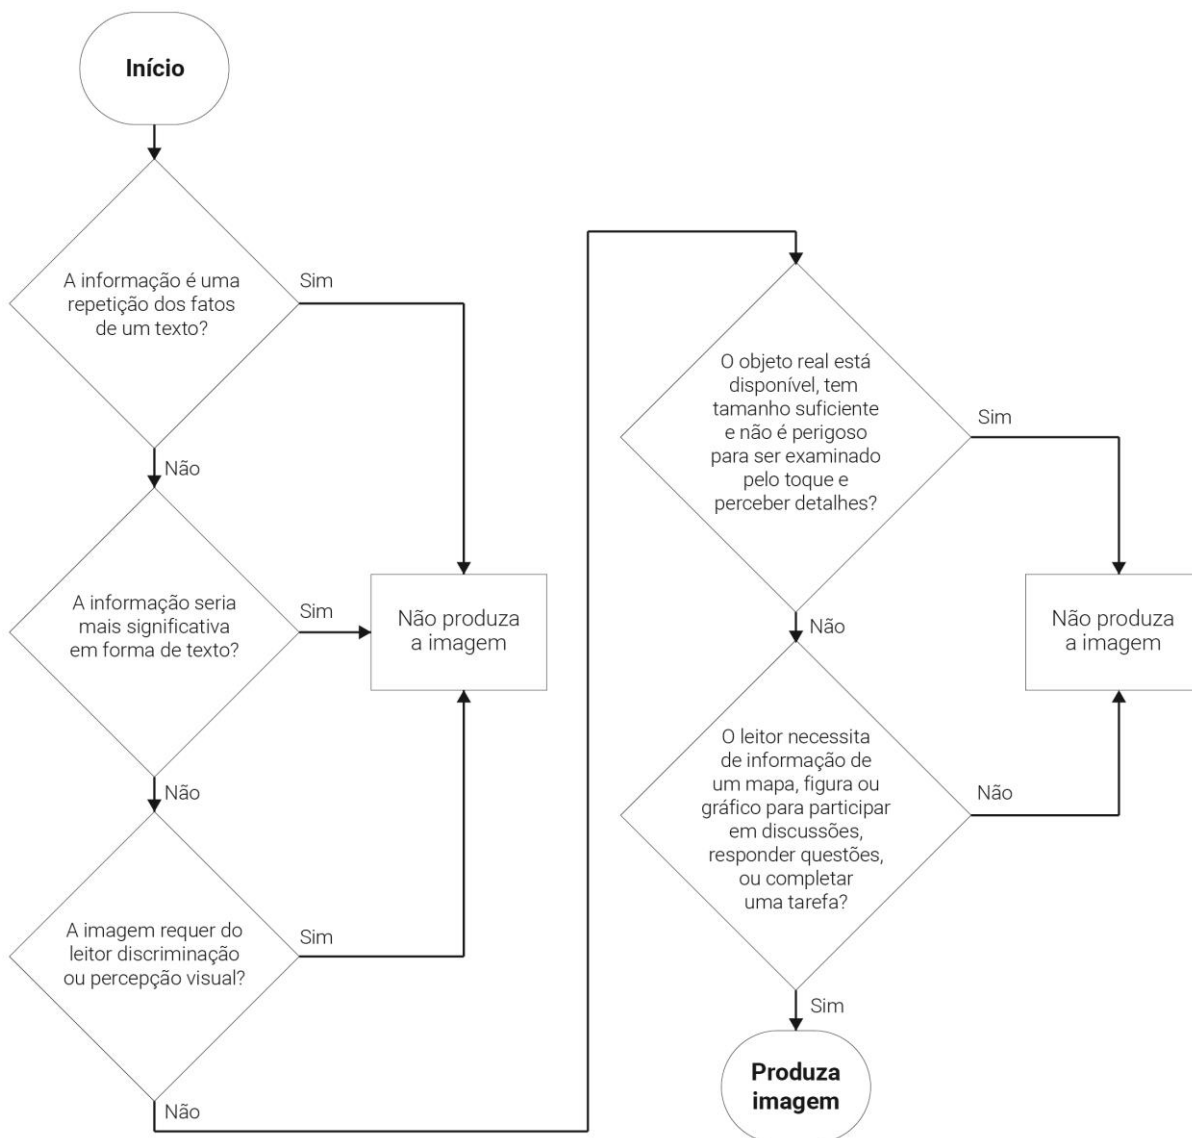 Início
A informação é uma
repetição dos fatos
de um texto?
Sim
Não
A informação seria
mais significativa
em forma de texto?
Sim
Não produza
a imagem
Não
A imagem requer do
leitor discriminação
ou percepção visual?
Sim
Não
O objeto real está
disponível, tem
tamanho suficiente
e não é perigoso
para ser examinado
pelo toque e
perceber detalhes?
Sim
Não produza
a imagem
Não
O leitor necessita
de informação de
um mapa, figura ou
gráfico para participar
em discussões,
responder questões,
ou completar
uma tarefa?
Não
Sim
Produza
imagem